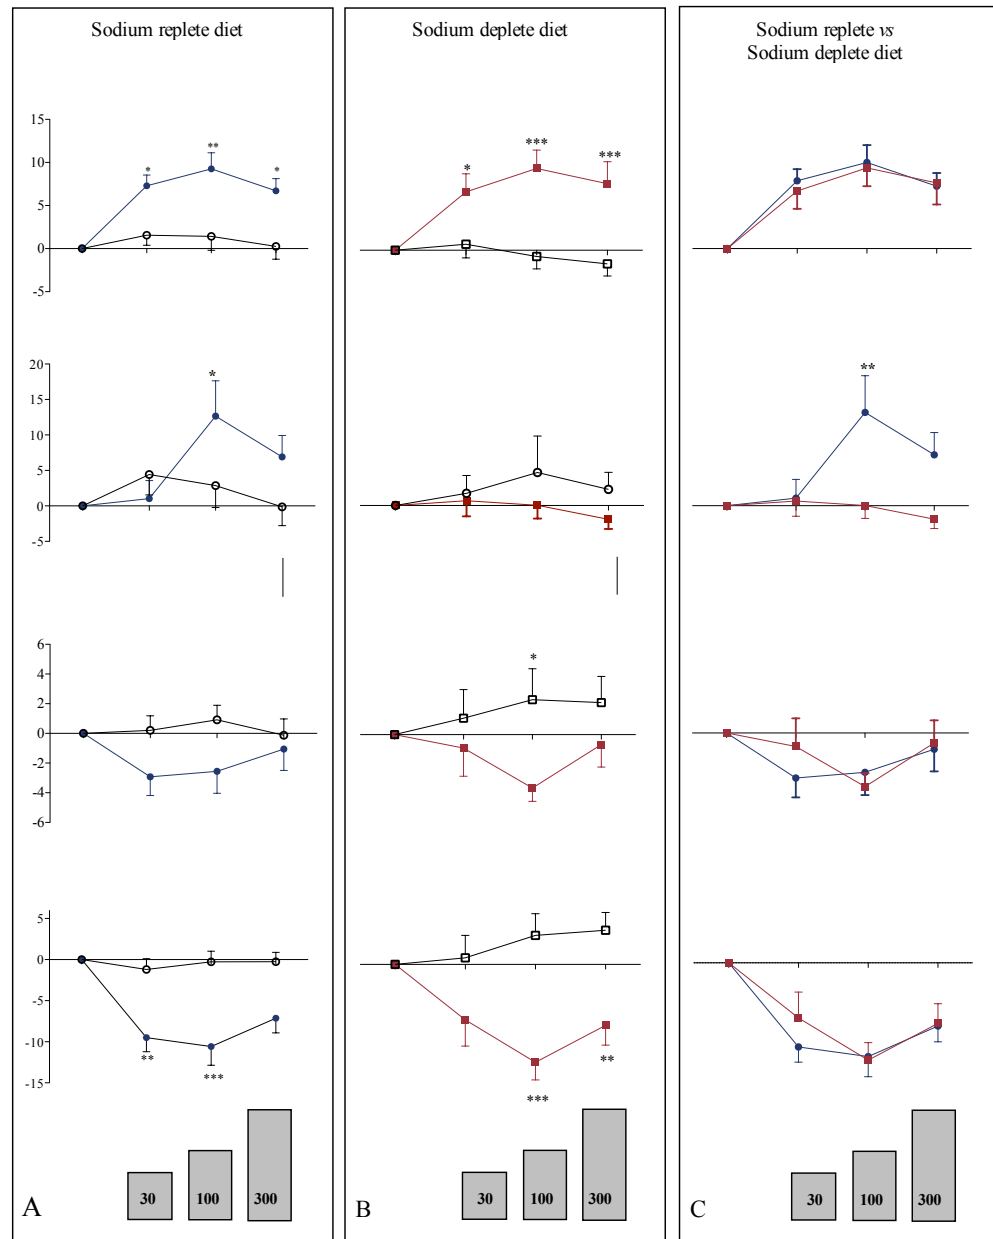 Sodium replete diet
15
10
5
0
-5
* ** *
20
15
10
5
0
-5
*
6
4
2
0
-2
-4
-6
5
0
-5
-10
-15
** ***
30 100 300
A
Sodium deplete diet
* *** ***
*
*** **
30 100 300
B
Sodium replete vs
Sodium deplete diet
**
30 100 300
C